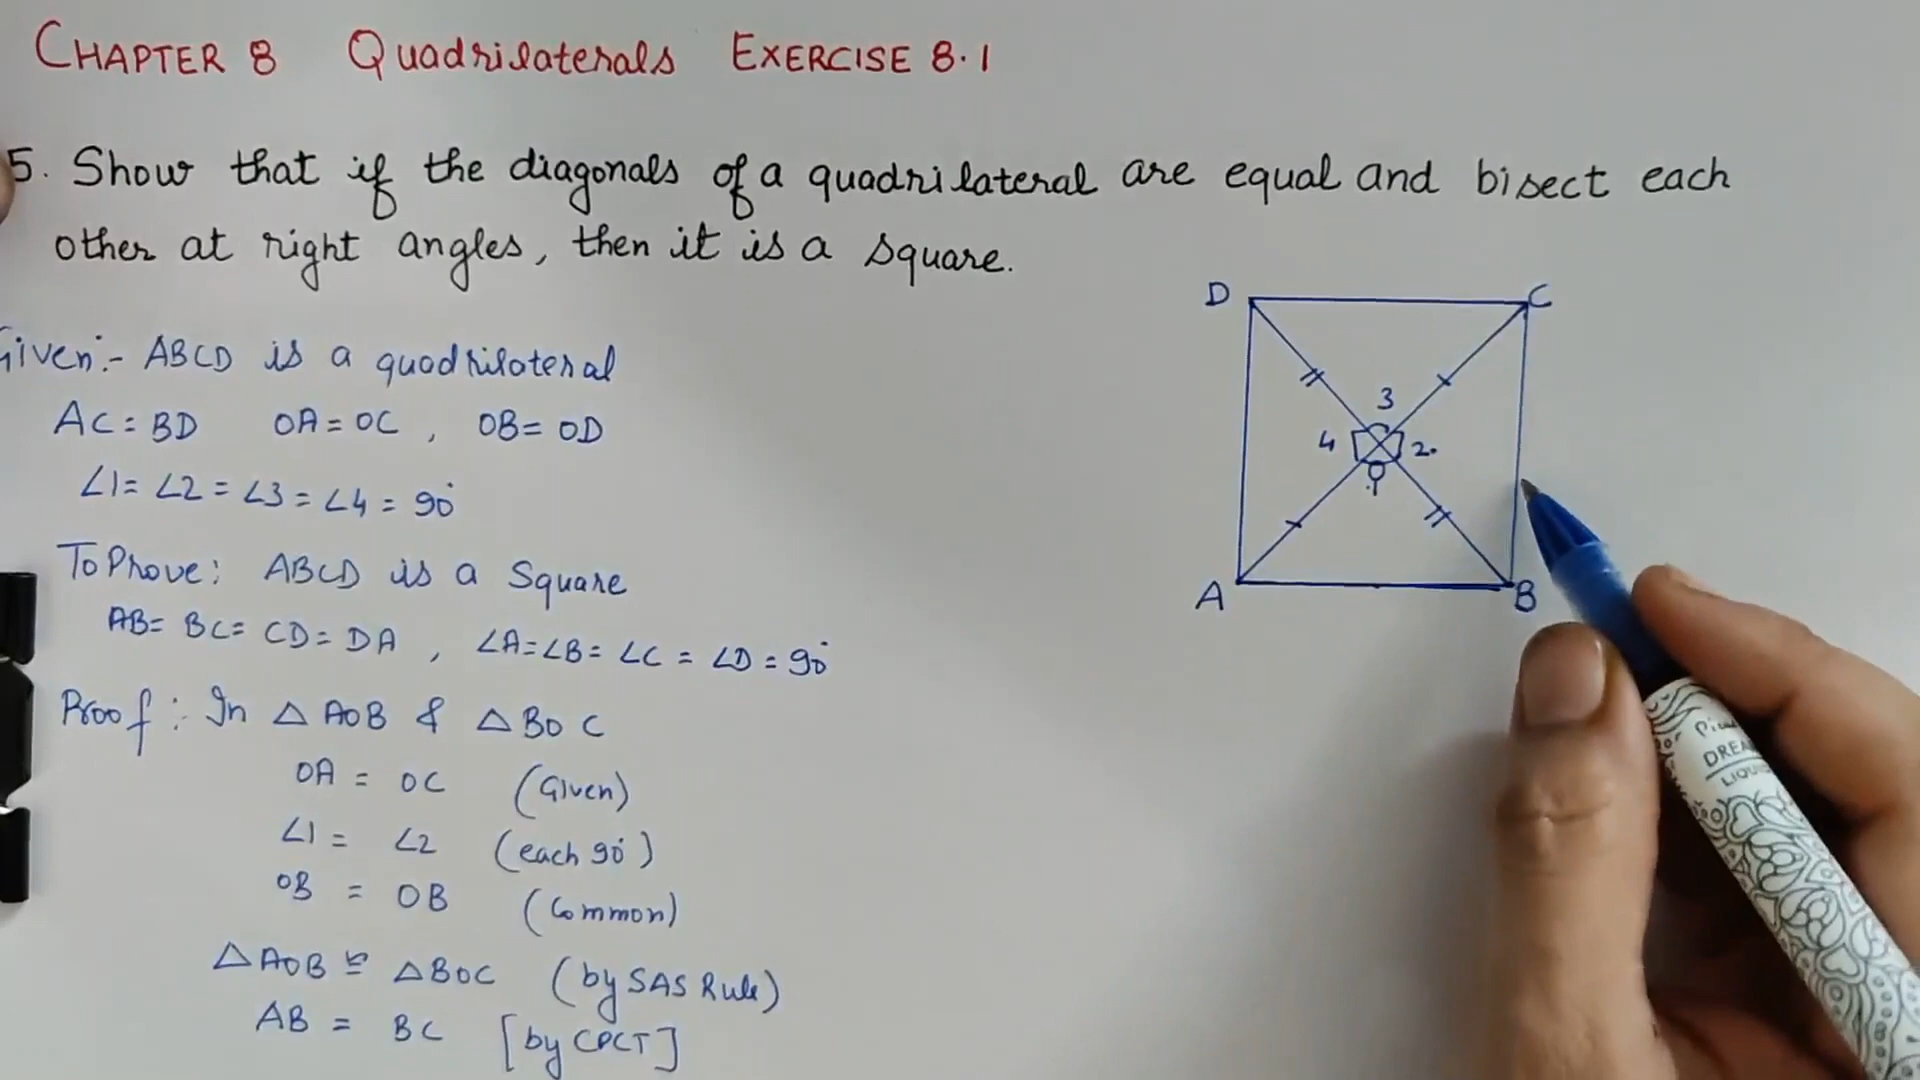 CHAPTER 8 Quadrilaterals EXERCISE 8.1
5. Show that if the diagonals of a quadrilateral are equal and bisect each
other at right angles, then it is a square.
Given:- ABCD is a quadrilateral
AC = BD OA = OC , OB = OD
∠1 = ∠2 = ∠3 = ∠4 = 90°
To Prove: ABCD is a Square
AB = BC = CD = DA , ∠A = ∠B = ∠C = ∠D = 90°
Proof: In △ AOB & △ BOC
OA = OC (Given)
∠1 = ∠2 (each 90°)
OB = OB (Common)
△AOB ≅ △BOC (by SAS Rule)
AB = BC [by CPCT]
D C
3
4 2
O
1
A B
DREA
LIQUI